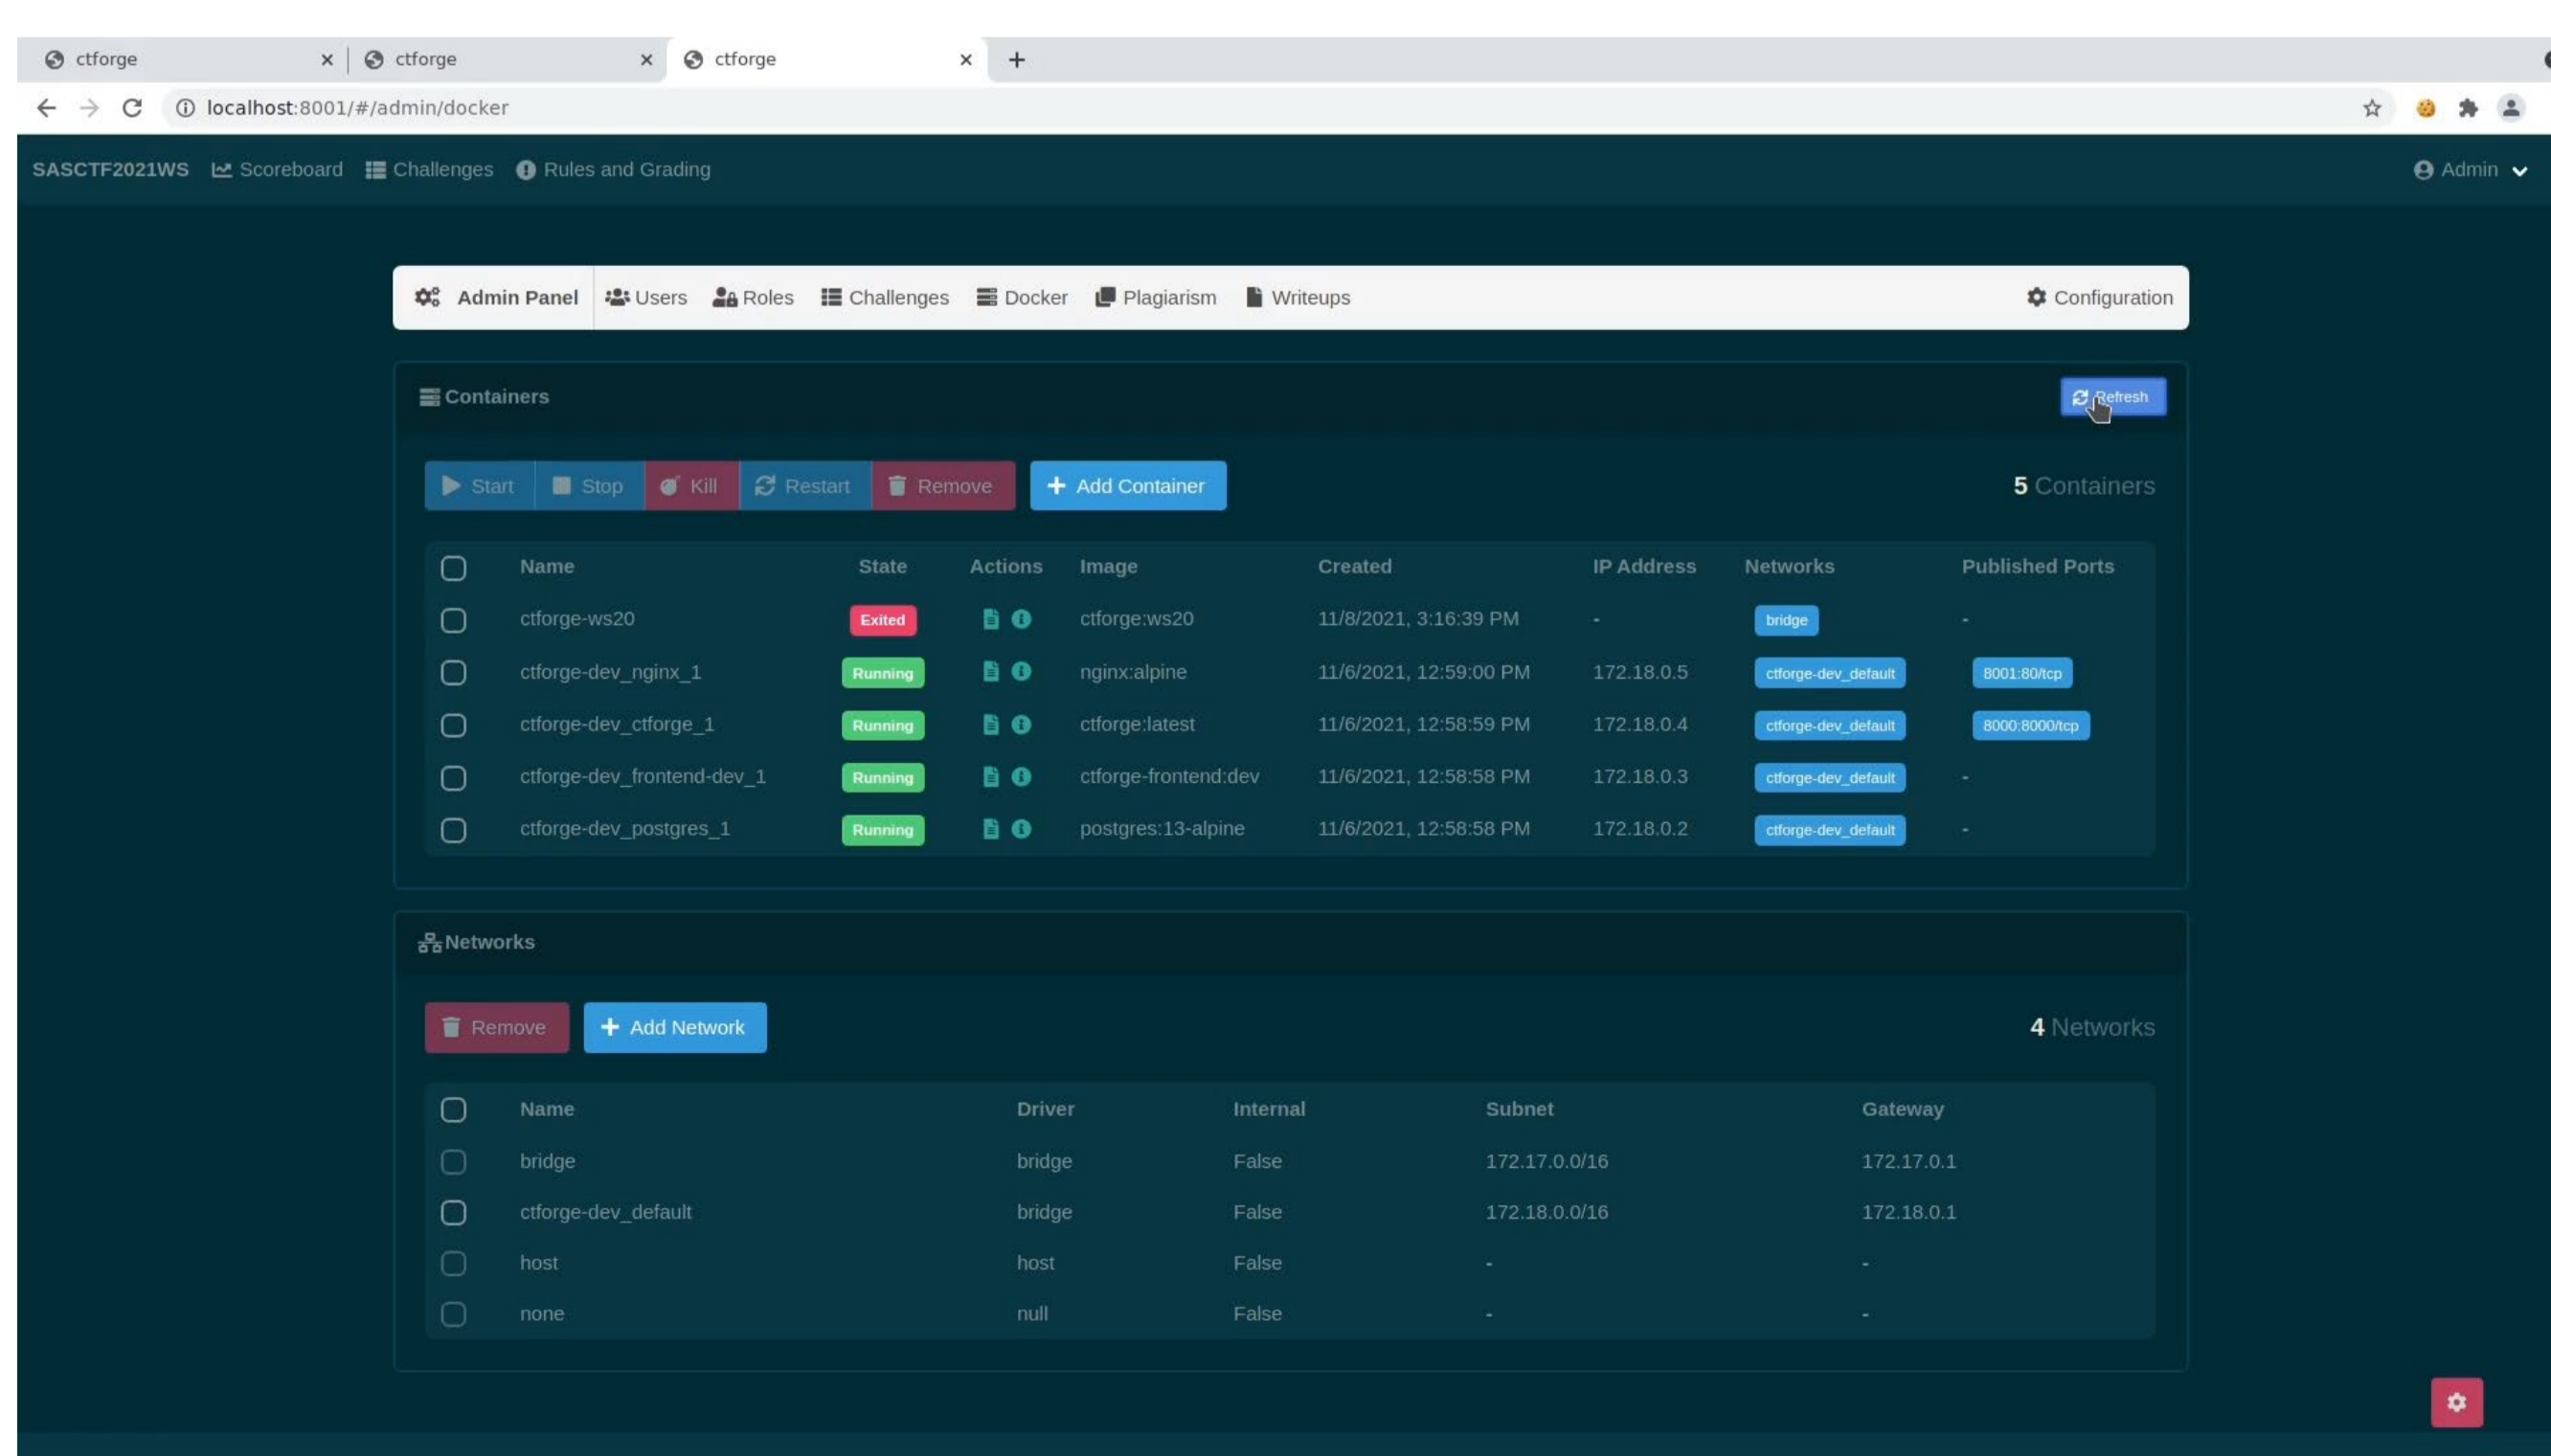 ctforge ctforge ctforge
localhost:8001/#/admin/docker
SASCTF2021WS Scoreboard Challenges Rules and Grading Admin
Admin Panel Users Roles Challenges Docker Plagiarism Writeups Configuration
Containers Refresh
Start Stop Kill Restart Remove + Add Container 5 Containers
Name State Actions Image Created IP Address Networks Published Ports
ctforge-ws20 Exited ctforge:ws20 11/8/2021, 3:16:39 PM - bridge -
ctforge-dev_nginx_1 Running nginx:alpine 11/6/2021, 12:59:00 PM 172.18.0.5 ctforge-dev_default 8001:80/tcp
ctforge-dev_ctforge_1 Running ctforge:latest 11/6/2021, 12:58:59 PM 172.18.0.4 ctforge-dev_default 8000:8000/tcp
ctforge-dev_frontend-dev_1 Running ctforge-frontend:dev 11/6/2021, 12:58:58 PM 172.18.0.3 ctforge-dev_default -
ctforge-dev_postgres_1 Running postgres:13-alpine 11/6/2021, 12:58:58 PM 172.18.0.2 ctforge-dev_default -
Networks
Remove + Add Network 4 Networks
Name Driver Internal Subnet Gateway
bridge bridge False 172.17.0.0/16 172.17.0.1
ctforge-dev_default bridge False 172.18.0.0/16 172.18.0.1
host host False - -
none null False - -